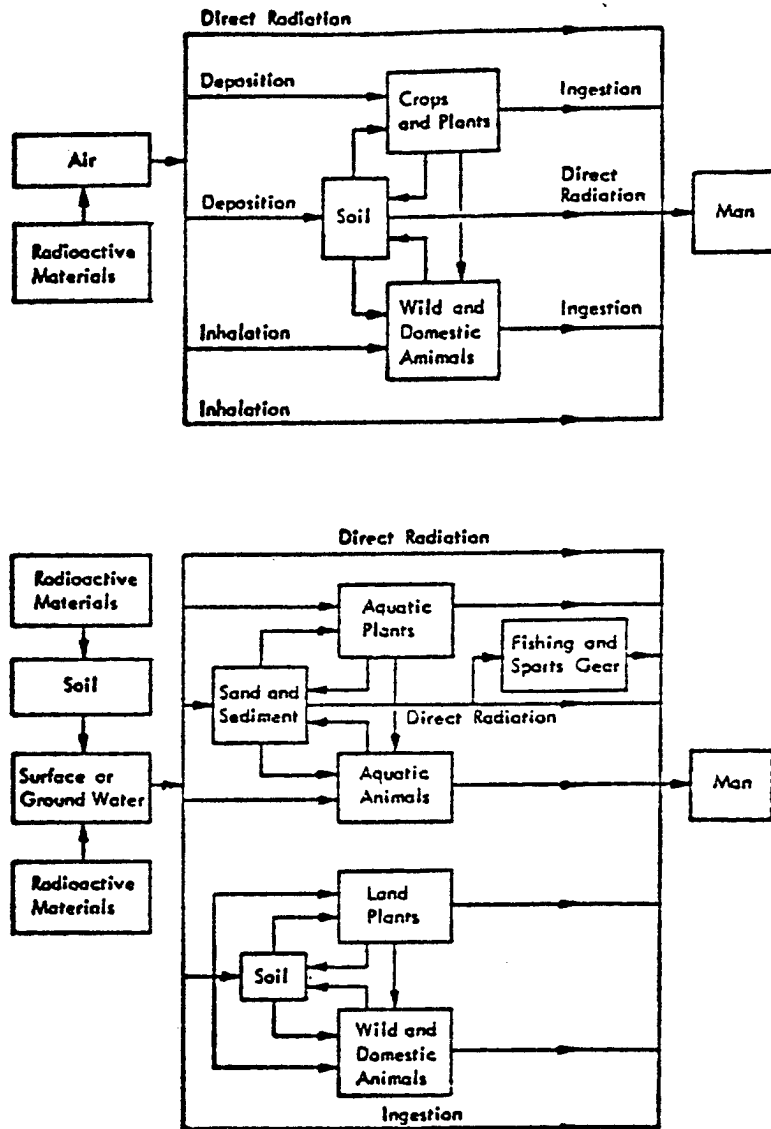 Direct Radiation
Deposition
Crops
and Plants
Ingestion
Air
Direct
Radiation
Deposition
Soil
Man
Radioactive
Materials
Wild and
Domestic
Amimals
Ingestion
Inhalation
Inhalation
Direct Radiation
Radioactive
Materials
Aquatic
Plants
Fishing and
Sports Gear
Soil
Sand and
Sediment
Direct Radiation
Surface or
Ground Water
Aquatic
Animals
Man
Radioactive
Materials
Land
Plants
Soil
Wild and
Domestic
Animals
Ingestion